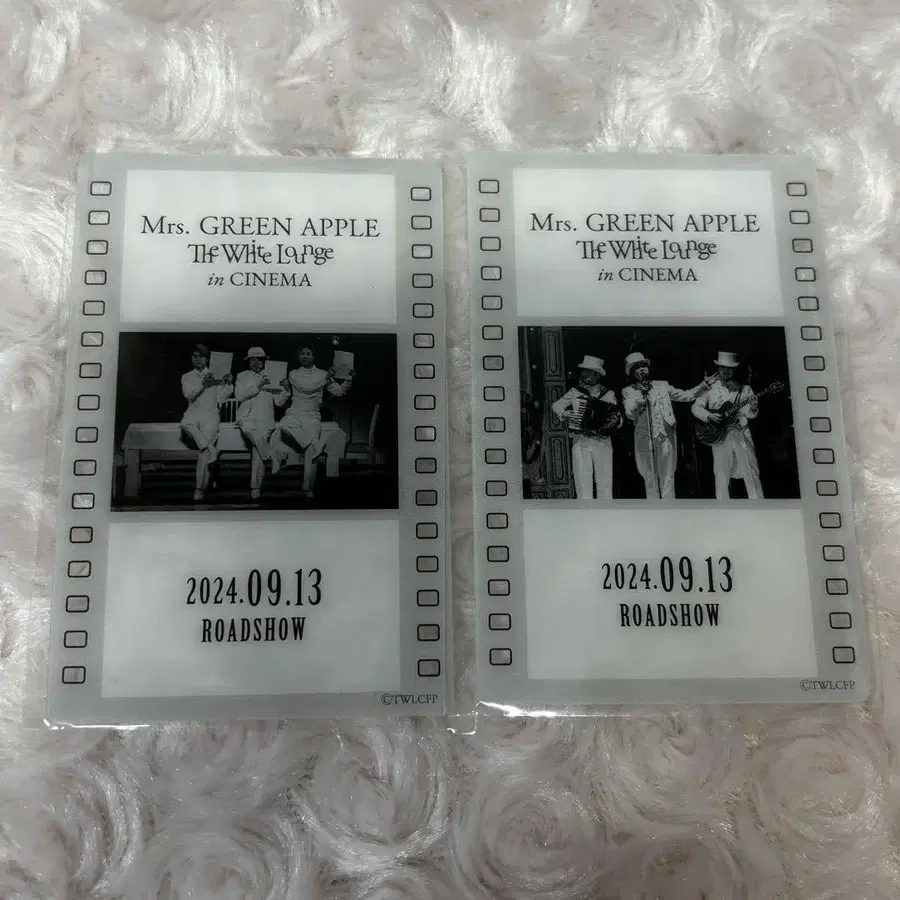 Mrs. GREEN APPLE
The White Lounge
in CINEMA
2024.09.13
ROADSHOW
©TWLCFP
Mrs. GREEN APPLE
The White Lounge
in CINEMA
2024.09.13
ROADSHOW
©TWLCFP